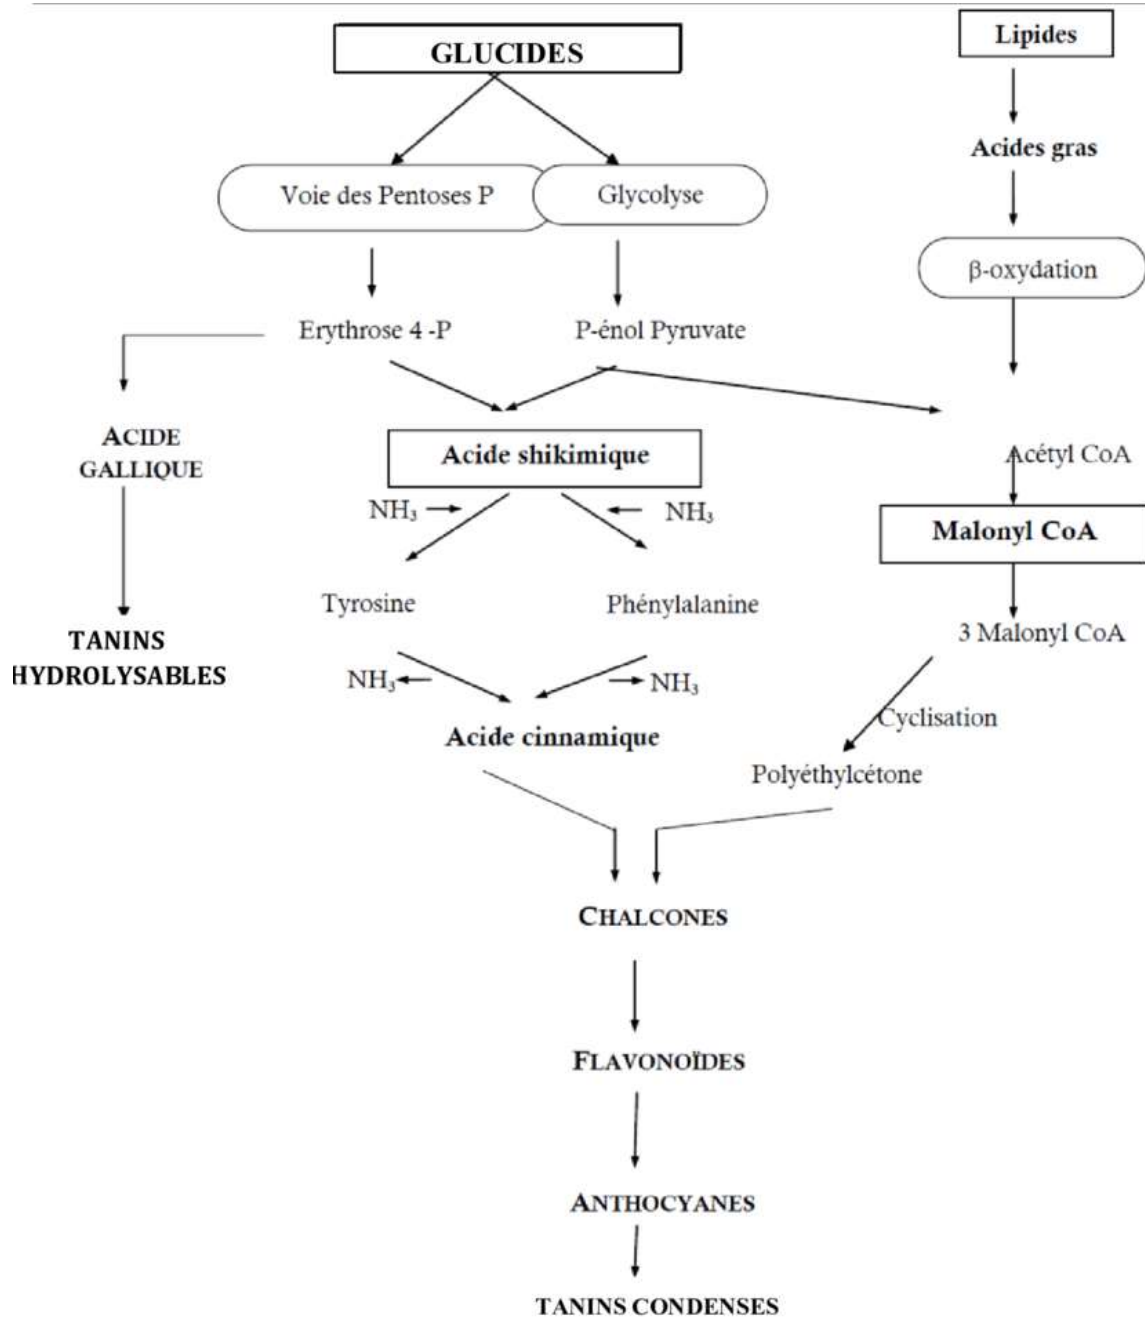 GLUCIDES
Lipides
Acides gras
Voie des Pentoses P
Glycolyse
β-oxydation
Erythrose 4 -P
P-énol Pyruvate
ACIDE
GALLIQUE
Acide shikimique
Acétyl CoA
NH₃
NH₃
Malonyl CoA
Tyrosine
Phénylalanine
3 Malonyl CoA
TANINS
HYDROLYSABLES
NH₃
NH₃
Cyclisation
Acide cinnamique
Polyéthylcétone
CHALCONES
FLAVONOÏDES
ANTHOCYANES
TANINS CONDENSES